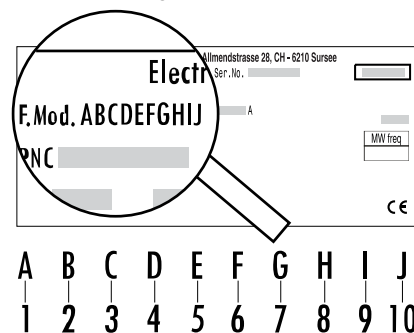 Allmendstrasse 28, CH - 6210 Sursee
Electr
Ser.No.
F.Mod. ABCDEFGHIJ
A
PNC
MW freq
CE
A B C D E F G H I J
1 2 3 4 5 6 7 8 9 10